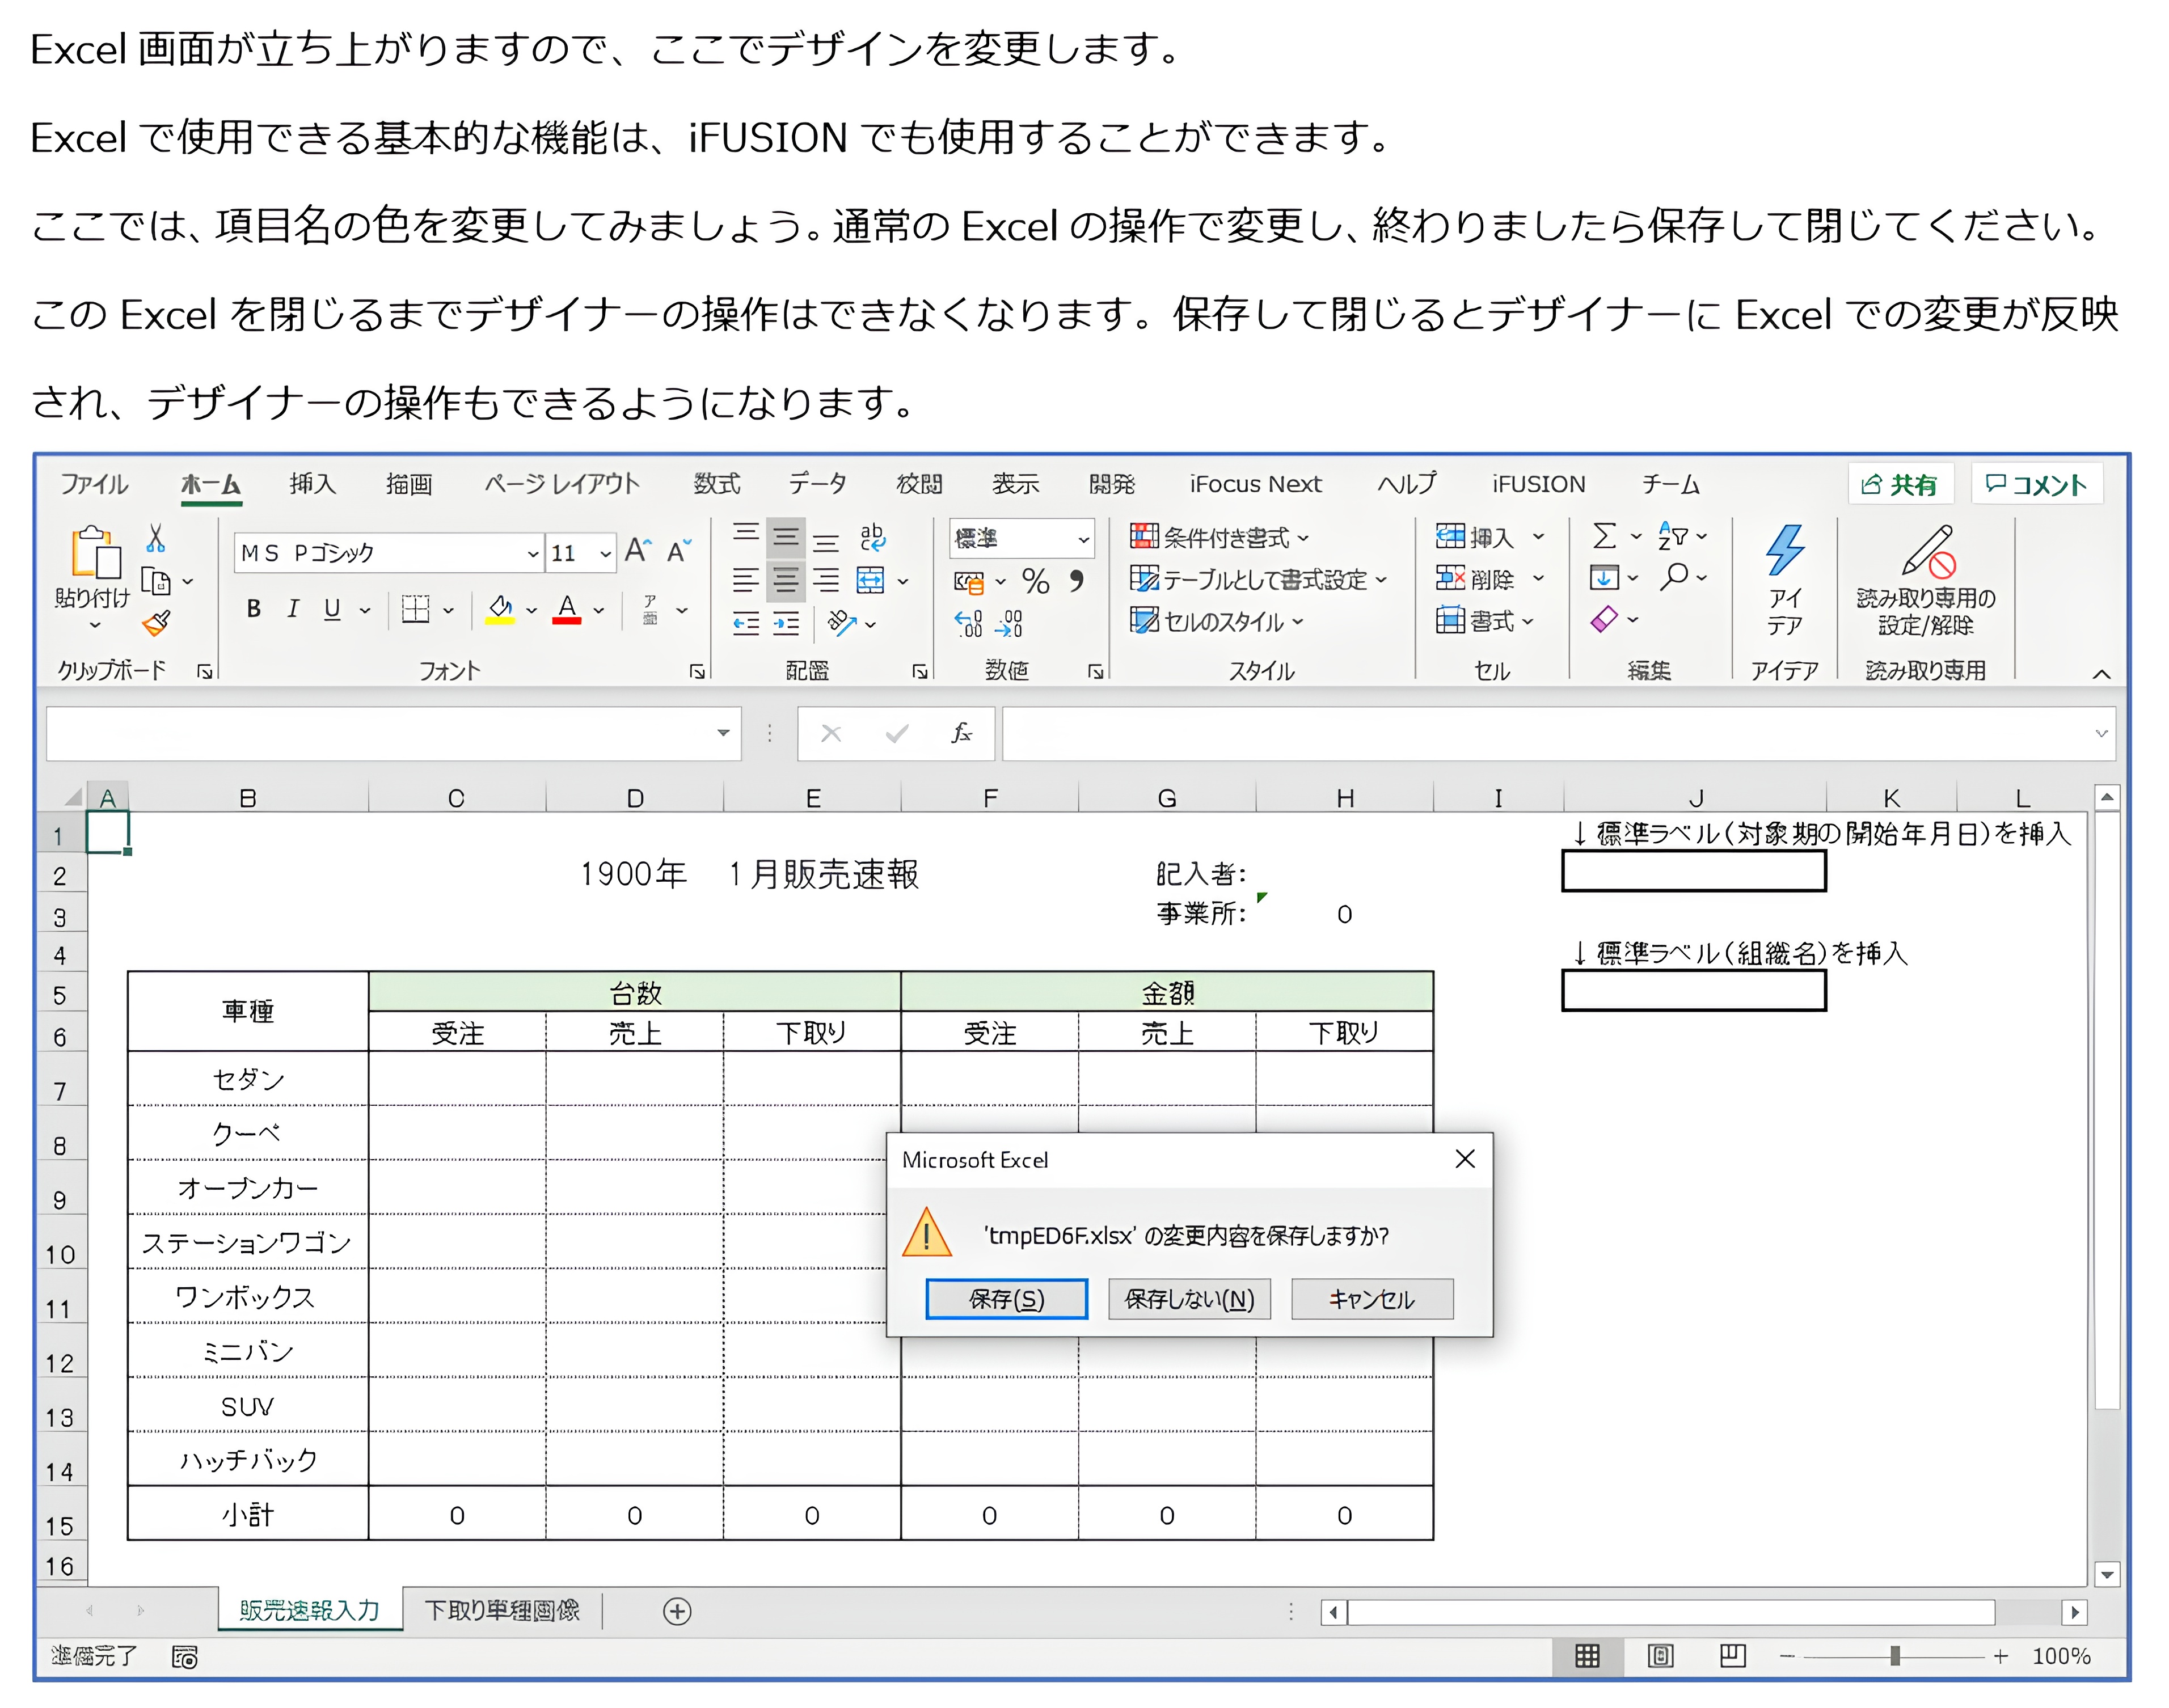 Excel 画面が立ち上がりますので、ここでデザインを変更します。
Excel で使用できる基本的な機能は、iFUSION でも使用することができます。
ここでは、項目名の色を変更してみましょう。通常の Excel の操作で変更し、終わりましたら保存して閉じてください。
この Excel を閉じるまでデザイナーの操作はできなくなります。保存して閉じるとデザイナーに Excel での変更が反映
され、デザイナーの操作もできるようになります。
ファイル ホーム 挿入 描画 ページ レイアウト 数式 データ 校閲 表示 開発 iFocus Next ヘルプ iFUSION チーム 共有 コメント
ＭＳ Ｐゴシック 11 A A ab 標準 条件付き書式 挿入 Σ
貼り付け % テーブルとして書式設定 削除 アイデア 読み取り専用の設定/解除
B I U A ア亜 セルのスタイル 書式
クリップボード フォント 配置 数値 スタイル セル 編集 アイデア 読み取り専用
fx
A B C D E F G H I J K L
1 ↓標準ラベル(対象期の開始年月日)を挿入
2 1900年 1月販売速報 記入者:
3 事業所: 0
4 ↓標準ラベル(組織名)を挿入
5 車種 台数 金額
6 受注 売上 下取り 受注 売上 下取り
7 セダン
8 クーペ
9 オープンカー
10 ステーションワゴン
11 ワンボックス
12 ミニバン
13 SUV
14 ハッチバック
15 小計 0 0 0 0 0 0
16
Microsoft Excel
'tmpED6F.xlsx' の変更内容を保存しますか?
保存(S) 保存しない(N) キャンセル
販売速報入力 下取り車種画像
準備完了 100%